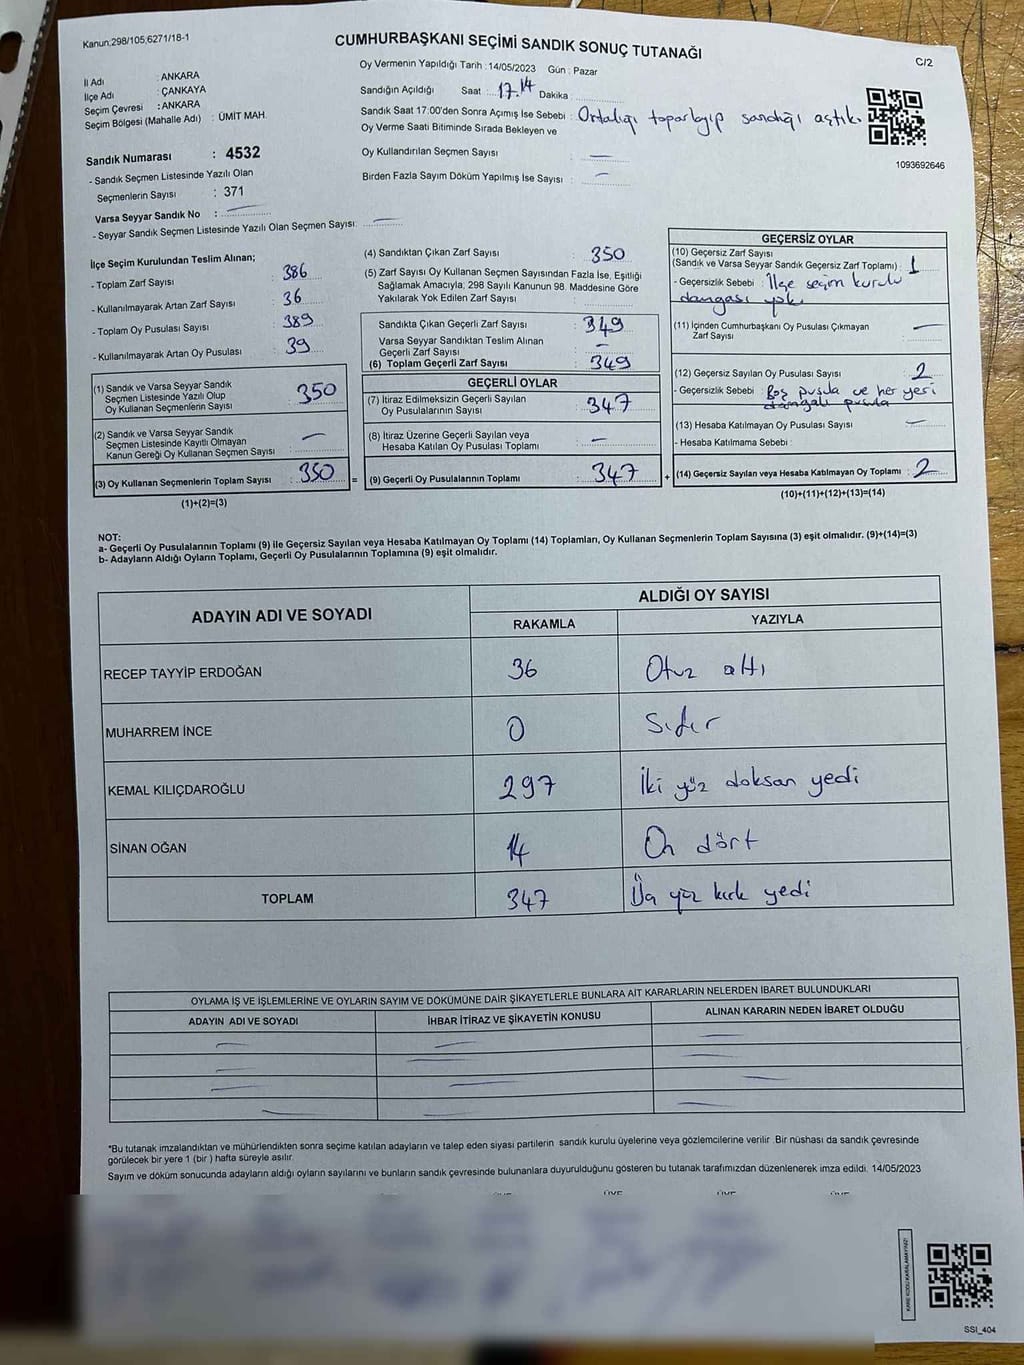 Kanun.298/105,6271/18-1
CUMHURBAŞKANI SEÇİMİ SANDIK SONUÇ TUTANAĞI
C/2
İl Adı : ANKARA
İlçe Adı : ÇANKAYA
Seçim Çevresi : ANKARA
Seçim Bölgesi (Mahalle Adı) : ÜMİT MAH.
Oy Vermenin Yapıldığı Tarih : 14/05/2023 Gün : Pazar
Sandığın Açıldığı Saat : 17.14 Dakika :
Sandık Saat 17:00'den Sonra Açımış İse Sebebi : Ortalığı toparlayıp sandığı açtık.
Oy Verme Saati Bitiminde Sırada Bekleyen ve
Oy Kullandırılan Seçmen Sayısı : —
Birden Fazla Sayım Döküm Yapılmış İse Sayısı : —
1093692646
Sandık Numarası : 4532
- Sandık Seçmen Listesinde Yazılı Olan
Seçmenlerin Sayısı : 371
Varsa Seyyar Sandık No : —
- Seyyar Sandık Seçmen Listesinde Yazılı Olan Seçmen Sayısı: —
İlçe Seçim Kurulundan Teslim Alınan;
- Toplam Zarf Sayısı : 386
- Kullanılmayarak Artan Zarf Sayısı : 36
- Toplam Oy Pusulası Sayısı : 389
- Kullanılmayarak Artan Oy Pusulası : 39
(1) Sandık ve Varsa Seyyar Sandık
Seçmen Listesinde Yazılı Olup
Oy Kullanan Seçmenlerin Sayısı : 350
(2) Sandık ve Varsa Seyyar Sandık
Seçmen Listesinde Kayıtlı Olmayan
Kanun Gereği Oy Kullanan Seçmen Sayısı : —
(3) Oy Kullanan Seçmenlerin Toplam Sayısı : 350 =
(1)+(2)=(3)
(4) Sandıktan Çıkan Zarf Sayısı : 350
(5) Zarf Sayısı Oy Kullanan Seçmen Sayısından Fazla İse, Eşitliği
Sağlamak Amacıyla, 298 Sayılı Kanunun 98. Maddesine Göre
Yakılarak Yok Edilen Zarf Sayısı :
Sandıkta Çıkan Geçerli Zarf Sayısı : 349
Varsa Seyyar Sandıktan Teslim Alınan
Geçerli Zarf Sayısı : —
(6) Toplam Geçerli Zarf Sayısı : 349
GEÇERLİ OYLAR
(7) İtiraz Edilmeksizin Geçerli Sayılan
Oy Pusulalarının Sayısı : 347
(8) İtiraz Üzerine Geçerli Sayılan veya
Hesaba Katılan Oy Pusulası Toplamı : —
(9) Geçerli Oy Pusulalarının Toplamı : 347 +
GEÇERSİZ OYLAR
(10) Geçersiz Zarf Sayısı
(Sandık ve Varsa Seyyar Sandık Geçersiz Zarf Toplamı) : 1
- Geçersizlik Sebebi : İlçe seçim kurulu
damgası yok
(11) İçinden Cumhurbaşkanı Oy Pusulası Çıkmayan
Zarf Sayısı : —
(12) Geçersiz Sayılan Oy Pusulası Sayısı : 2
- Geçersizlik Sebebi : Boş pusula ve her yeri
damgalı pusula
(13) Hesaba Katılmayan Oy Pusulası Sayısı : —
- Hesaba Katılmama Sebebi :
(14) Geçersiz Sayılan veya Hesaba Katılmayan Oy Toplamı : 2
(10)+(11)+(12)+(13)=(14)
NOT:
a- Geçerli Oy Pusulalarının Toplamı (9) ile Geçersiz Sayılan veya Hesaba Katılmayan Oy Toplamı (14) Toplamları, Oy Kullanan Seçmenlerin Toplam Sayısına (3) eşit olmalıdır. (9)+(14)=(3)
b- Adayların Aldığı Oyların Toplamı, Geçerli Oy Pusulalarının Toplamına (9) eşit olmalıdır.
ADAYIN ADI VE SOYADI
ALDIĞI OY SAYISI
RAKAMLA YAZIYLA
RECEP TAYYİP ERDOĞAN 36 Otuz altı
MUHARREM İNCE 0 Sıfır
KEMAL KILIÇDAROĞLU 297 İki yüz doksan yedi
SİNAN OĞAN 14 On dört
TOPLAM 347 Üç yüz kırk yedi
OYLAMA İŞ VE İŞLEMLERİNE VE OYLARIN SAYIM VE DÖKÜMÜNE DAİR ŞİKAYETLERLE BUNLARA AİT KARARLARIN NELERDEN İBARET BULUNDUKLARI
ADAYIN ADI VE SOYADI İHBAR İTİRAZ VE ŞİKAYETİN KONUSU ALINAN KARARIN NEDEN İBARET OLDUĞU
*Bu tutanak imzalandıktan ve mühürlendikten sonra seçime katılan adayların ve talep eden siyasi partilerin sandık kurulu üyelerine veya gözlemcilerine verilir .Bir nüshası da sandık çevresinde
görülecek bir yere 1 (bir ) hafta süreyle asılır.
Sayım ve döküm sonucunda adayların aldığı oyların sayılarını ve bunların sandık çevresinde bulunanlara duyurulduğunu gösteren bu tutanak tarafımızdan düzenlenerek imza edildi. 14/05/2023
ÜYE ÜYE ÜYE ÜYE
KARE KODU KARALAMAYINIZ!
SSI_404